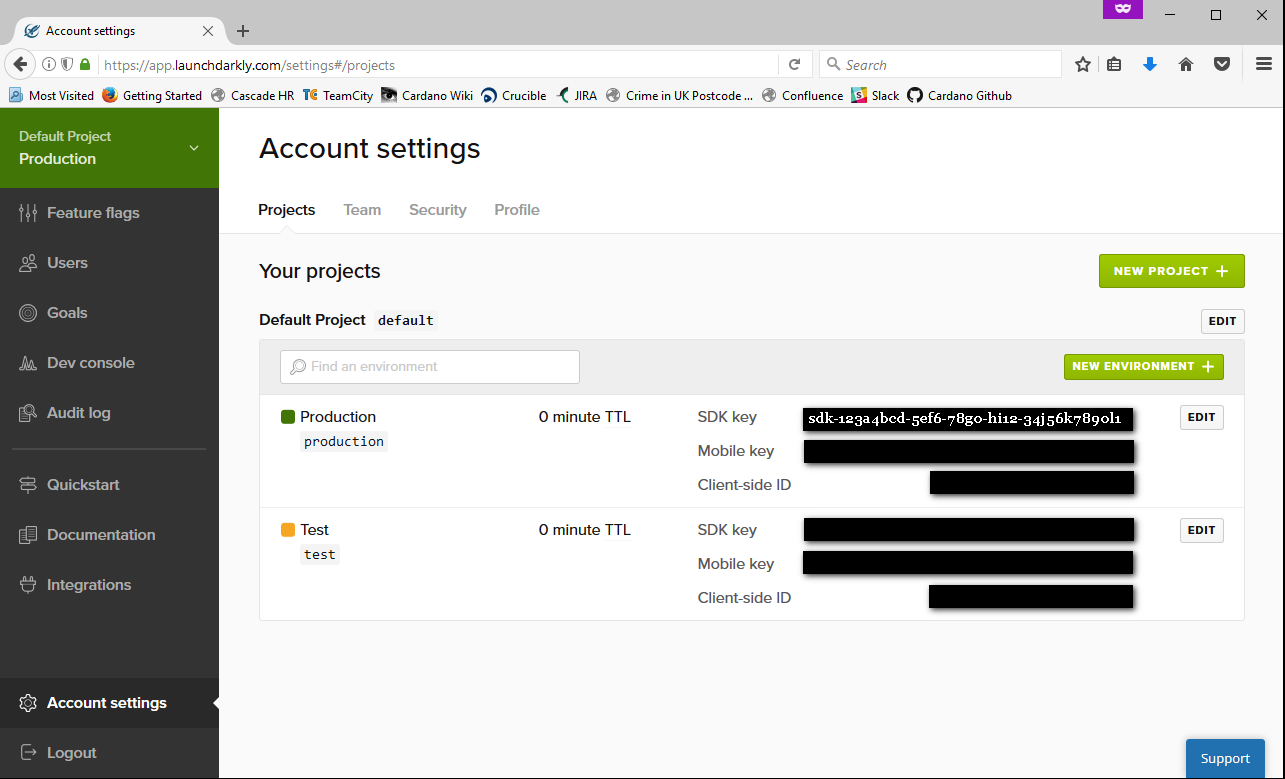 Account settings
https://app.launchdarkly.com/settings#/projects
Search
Most Visited Getting Started Cascade HR TeamCity Cardano Wiki Crucible JIRA Crime in UK Postcode ... Confluence Slack Cardano Github
Default Project
Production
Feature flags
Users
Goals
Dev console
Audit log
Quickstart
Documentation
Integrations
Account settings
Logout
Account settings
Projects Team Security Profile
Your projects
NEW PROJECT +
Default Project default
EDIT
Find an environment
NEW ENVIRONMENT +
Production 0 minute TTL SDK key sdk-123a4bcd-5ef6-78g0-hi12-34j56k7890l1 EDIT
production
Mobile key
Client-side ID
Test 0 minute TTL SDK key EDIT
test
Mobile key
Client-side ID
Support